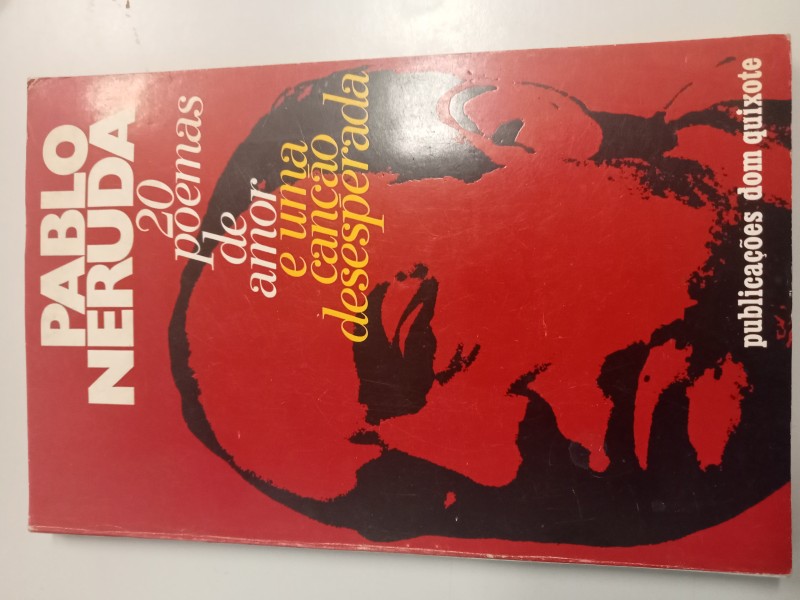 PABLO
NERUDA
20
poemas
de
amor
e uma
canção
desesperada
publicações dom quixote